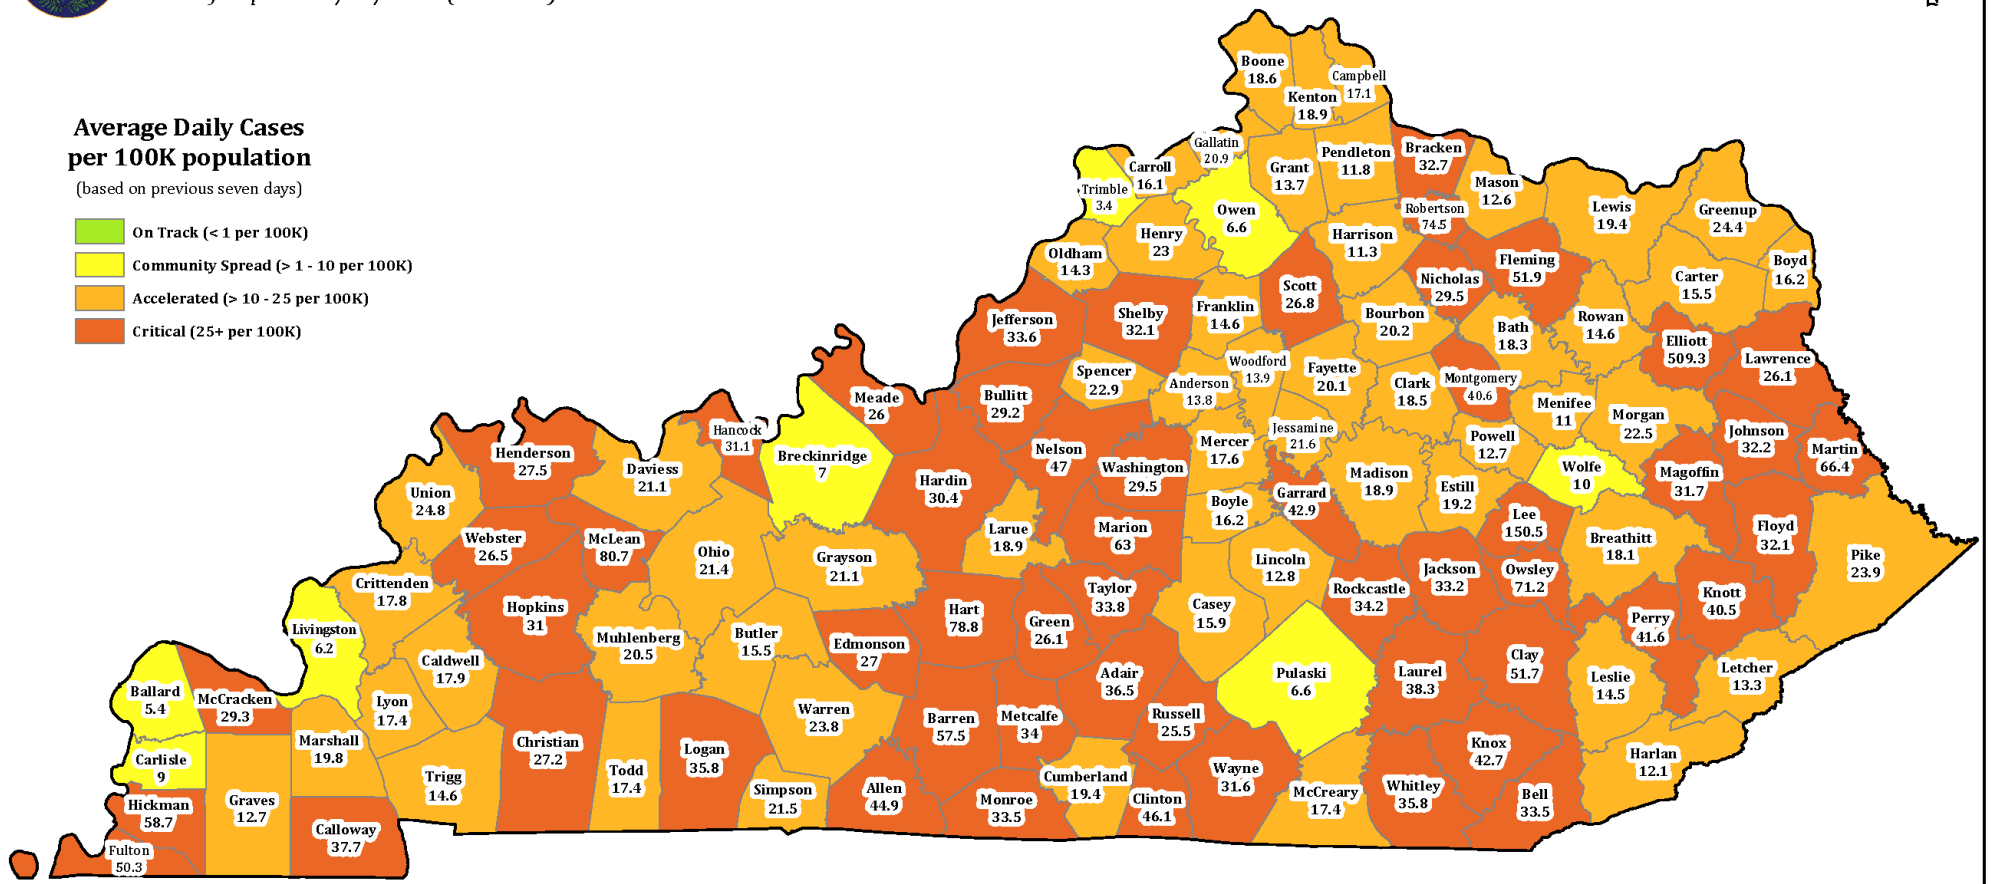 Average Daily Cases
per 100K population
(based on previous seven days)
On Track (< 1 per 100K)
Community Spread (> 1 - 10 per 100K)
Accelerated (> 10 - 25 per 100K)
Critical (25+ per 100K)
Boone
18.6
Kenton
18.9
Campbell
17.1
Gallatin
20.9
Carroll
16.1
Trimble
3.4
Owen
6.6
Grant
13.7
Pendleton
11.8
Bracken
32.7
Mason
12.6
Robertson
74.5
Lewis
19.4
Greenup
24.4
Boyd
16.2
Carter
15.5
Oldham
14.3
Henry
23
Harrison
11.3
Nicholas
29.5
Fleming
51.9
Scott
26.8
Franklin
14.6
Shelby
32.1
Jefferson
33.6
Bourbon
20.2
Bath
18.3
Rowan
14.6
Elliott
509.3
Lawrence
26.1
Woodford
13.9
Fayette
20.1
Clark
18.5
Montgomery
40.6
Menifee
11
Morgan
22.5
Johnson
32.2
Martin
66.4
Spencer
22.9
Anderson
13.8
Bullitt
29.2
Meade
26
Hancock
31.1
Breckinridge
7
Hardin
30.4
Nelson
47
Washington
29.5
Mercer
17.6
Jessamine
21.6
Madison
18.9
Powell
12.7
Estill
19.2
Wolfe
10
Magoffin
31.7
Henderson
27.5
Daviess
21.1
Union
24.8
Webster
26.5
McLean
80.7
Ohio
21.4
Grayson
21.1
Larue
18.9
Marion
63
Boyle
16.2
Garrard
42.9
Lincoln
12.8
Lee
150.5
Breathitt
18.1
Floyd
32.1
Pike
23.9
Crittenden
17.8
Hopkins
31
Muhlenberg
20.5
Butler
15.5
Edmonson
27
Hart
78.8
Green
26.1
Taylor
33.8
Casey
15.9
Rockcastle
34.2
Jackson
33.2
Owsley
71.2
Perry
41.6
Knott
40.5
Livingston
6.2
Caldwell
17.9
Lyon
17.4
Ballard
5.4
McCracken
29.3
Marshall
19.8
Carlisle
9
Hickman
58.7
Fulton
50.3
Graves
12.7
Calloway
37.7
Trigg
14.6
Christian
27.2
Todd
17.4
Logan
35.8
Simpson
21.5
Warren
23.8
Allen
44.9
Barren
57.5
Metcalfe
34
Monroe
33.5
Adair
36.5
Cumberland
19.4
Russell
25.5
Clinton
46.1
Wayne
31.6
Pulaski
6.6
McCreary
17.4
Laurel
38.3
Whitley
35.8
Clay
51.7
Knox
42.7
Bell
33.5
Leslie
14.5
Letcher
13.3
Harlan
12.1